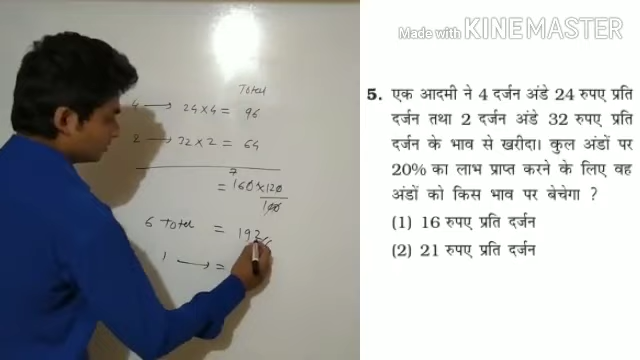 Made with KINEMASTER
Total
4 → 24×4 = 96
2 → 32×2 = 64
= 160×120
100
6 Total = 192
1 → =
5. एक आदमी ने 4 दर्जन अंडे 24 रुपए प्रति
दर्जन तथा 2 दर्जन अंडे 32 रुपए प्रति
दर्जन के भाव से खरीदा। कुल अंडों पर
20% का लाभ प्राप्त करने के लिए वह
अंडों को किस भाव पर बेचेगा ?
(1) 16 रुपए प्रति दर्जन
(2) 21 रुपए प्रति दर्जन